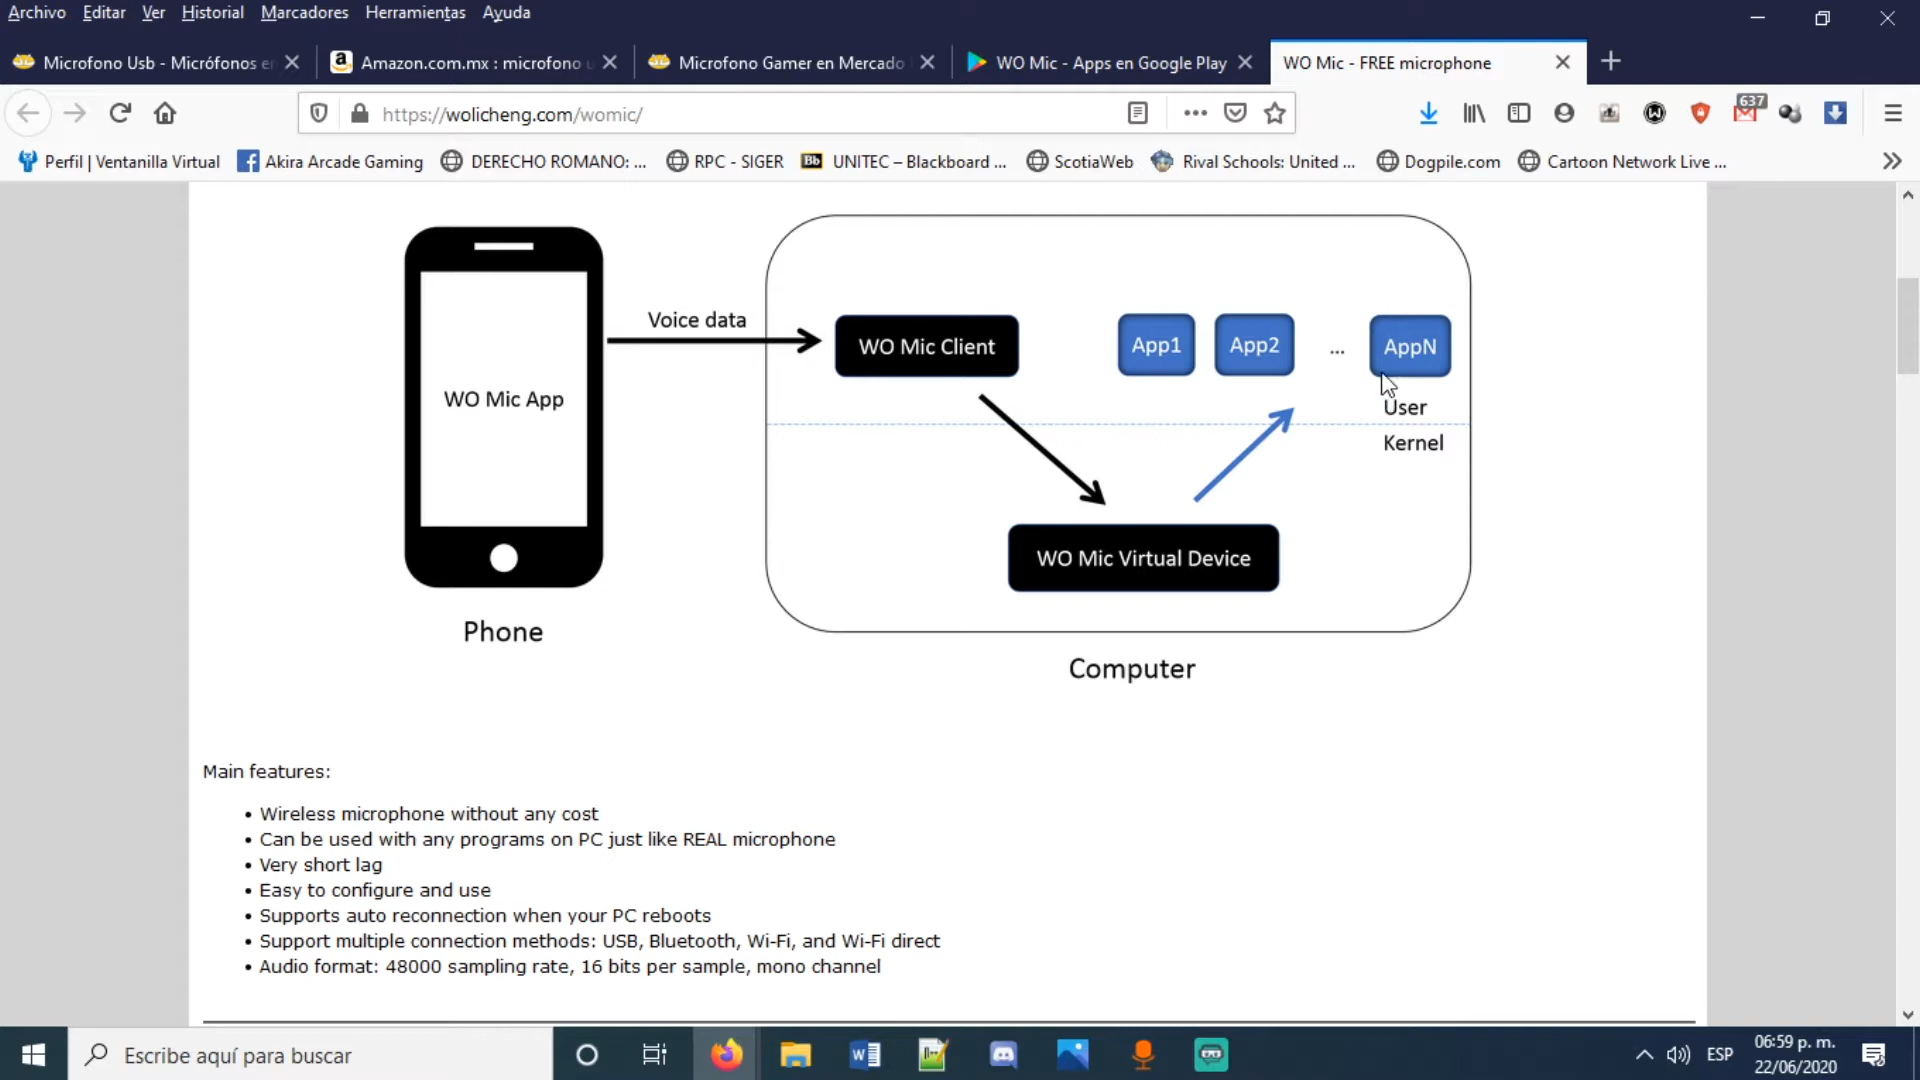 Archivo Editar Ver Historial Marcadores Herramientas Ayuda
Microfono Usb - Micrófonos en
Amazon.com.mx : microfono u
Microfono Gamer en Mercado
WO Mic - Apps en Google Play
WO Mic - FREE microphone
https://wolicheng.com/womic/
637
Perfil | Ventanilla Virtual
Akira Arcade Gaming
DERECHO ROMANO: ...
RPC - SIGER
Bb
UNITEC – Blackboard ...
ScotiaWeb
Rival Schools: United ...
Dogpile.com
Cartoon Network Live ...
Voice data
WO Mic Client
App1
App2
...
AppN
WO Mic App
User
Kernel
WO Mic Virtual Device
Phone
Computer
Main features:
• Wireless microphone without any cost
• Can be used with any programs on PC just like REAL microphone
• Very short lag
• Easy to configure and use
• Supports auto reconnection when your PC reboots
• Support multiple connection methods: USB, Bluetooth, Wi-Fi, and Wi-Fi direct
• Audio format: 48000 sampling rate, 16 bits per sample, mono channel
Escribe aquí para buscar
ESP
06:59 p. m.
22/06/2020